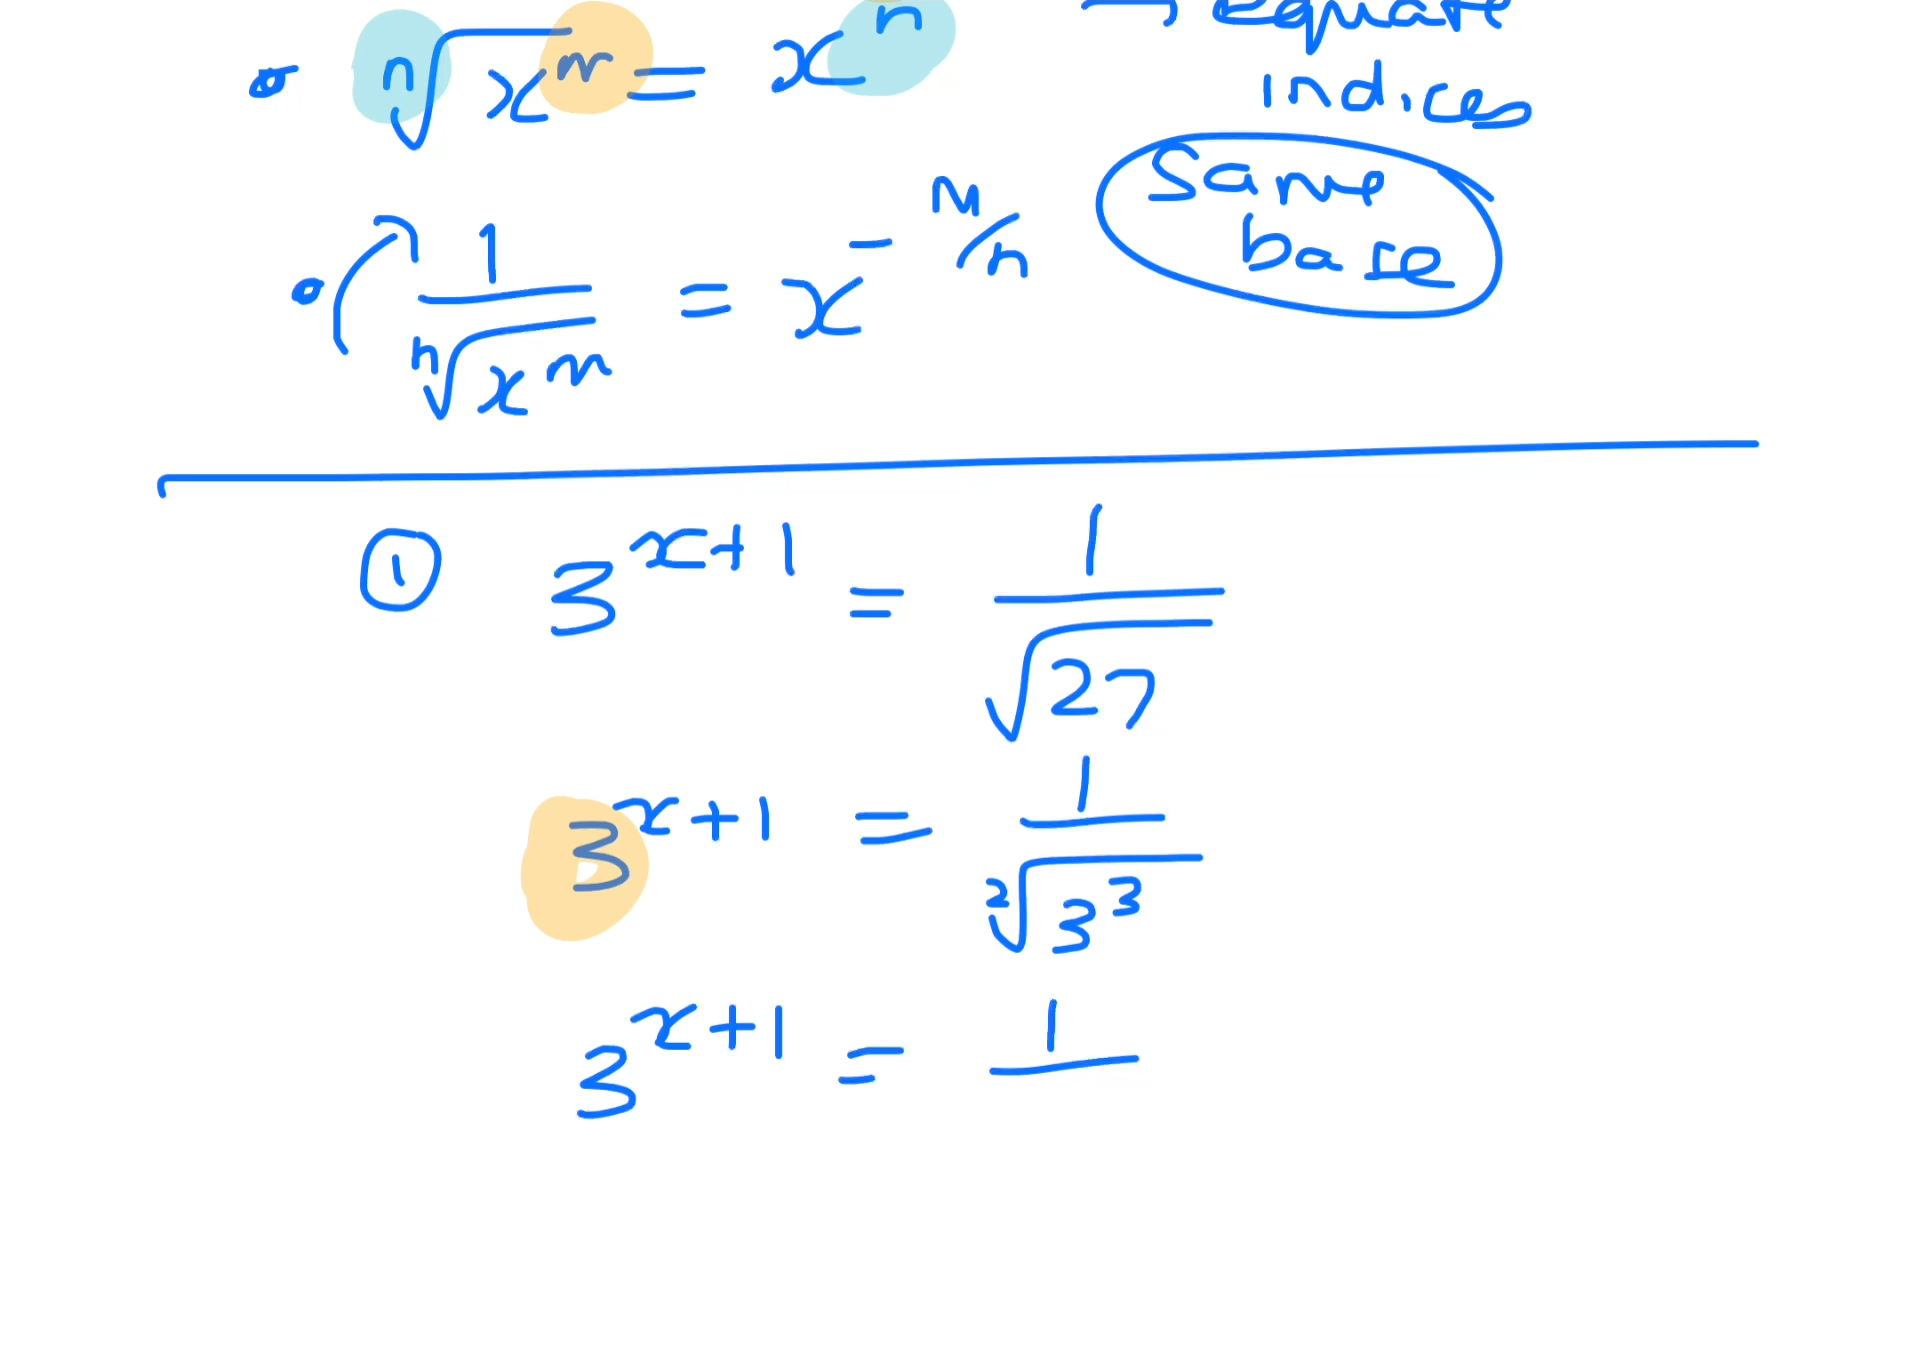 ⁿ√xᵐ = x ⁿ → equate
indices
1/ⁿ√xᵐ = x^(-m/n) Same
base
① 3^(x+1) = 1/√27
3^(x+1) = 1/²√3³
3^(x+1) = 1/